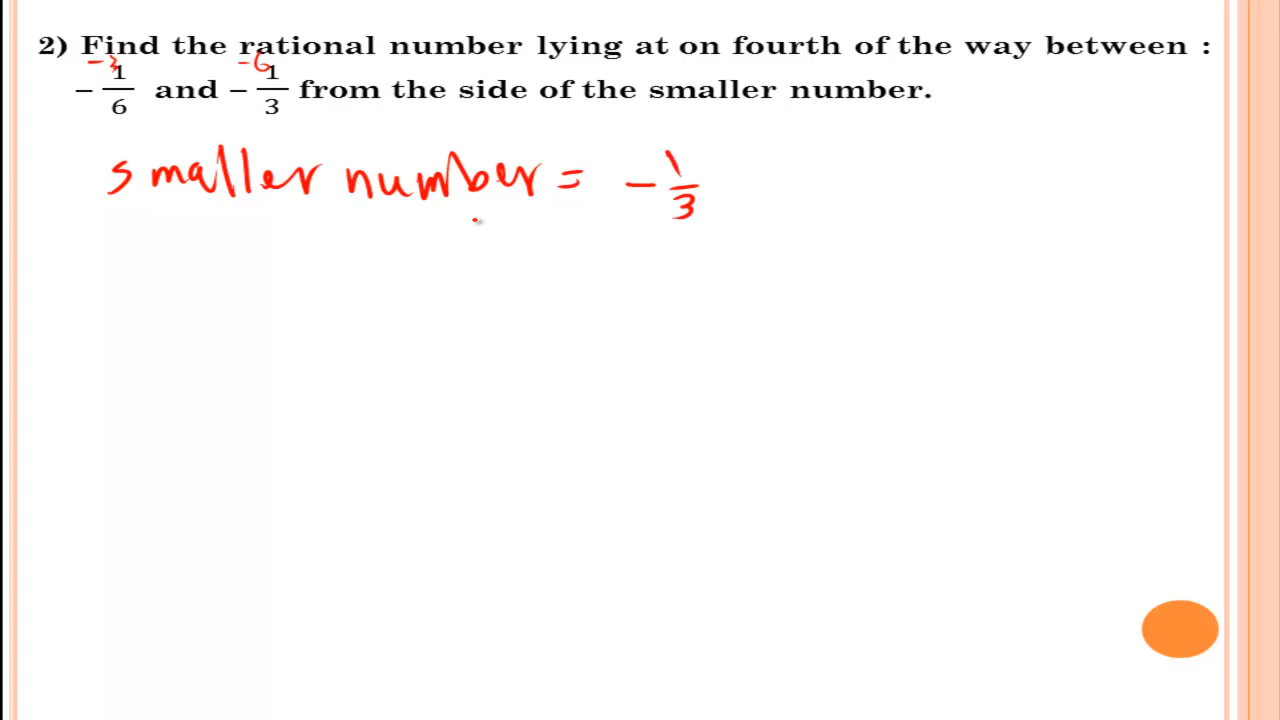 2) Find the rational number lying at on fourth of the way between :
-3 -6
- 1/6 and - 1/3 from the side of the smaller number.
smaller number = - 1/3